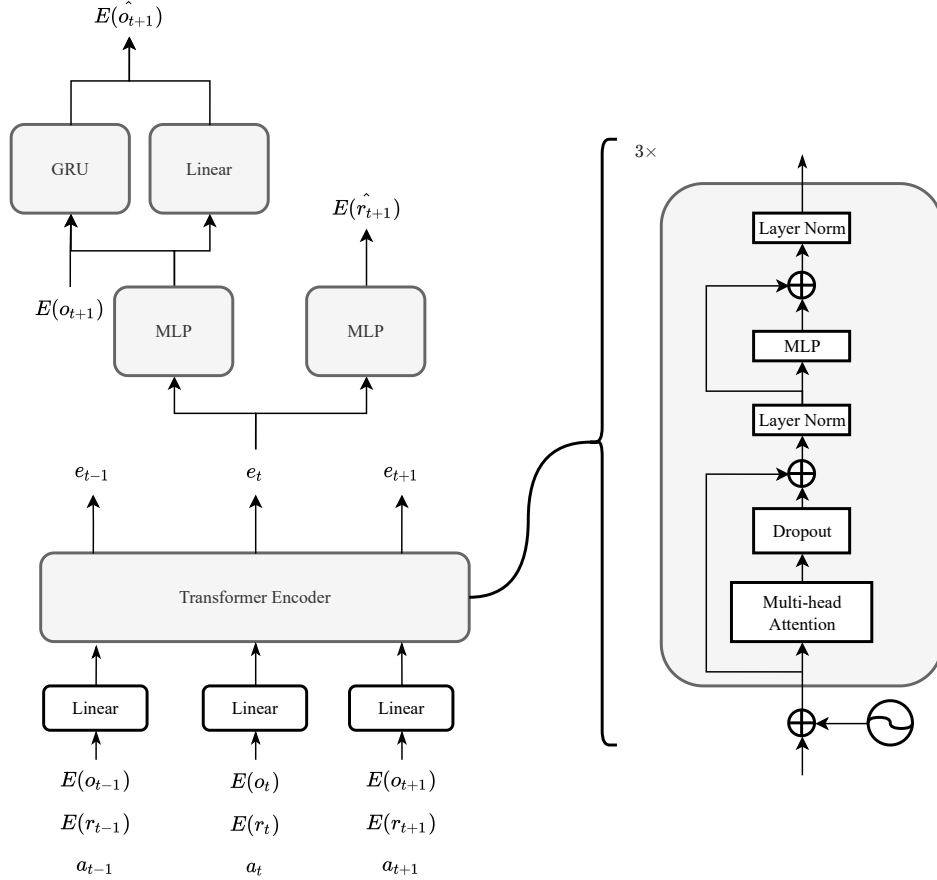 E(ô_{t+1})
GRU
Linear
E(r̂_{t+1})
E(o_{t+1})
MLP
MLP
e_{t-1}
e_t
e_{t+1}
Transformer Encoder
Linear
Linear
Linear
E(o_{t-1})
E(o_t)
E(o_{t+1})
E(r_{t-1})
E(r_t)
E(r_{t+1})
a_{t-1}
a_t
a_{t+1}
3×
Layer Norm
MLP
Layer Norm
Dropout
Multi-head
Attention